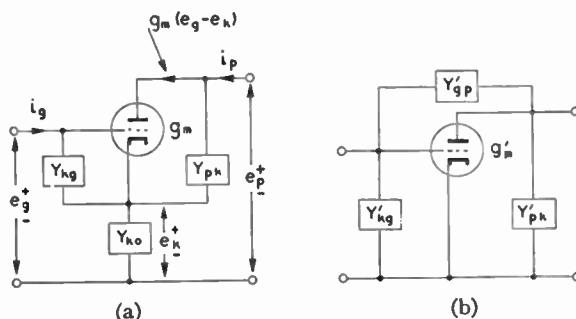 g_m (e_g - e_k)
i_p
i_g
g_m
Y_kg
Y_pk
e_g + -
Y_ko
e_k + -
e_p + -
(a)
Y'_gp
g'_m
Y'_kg
Y'_pk
(b)